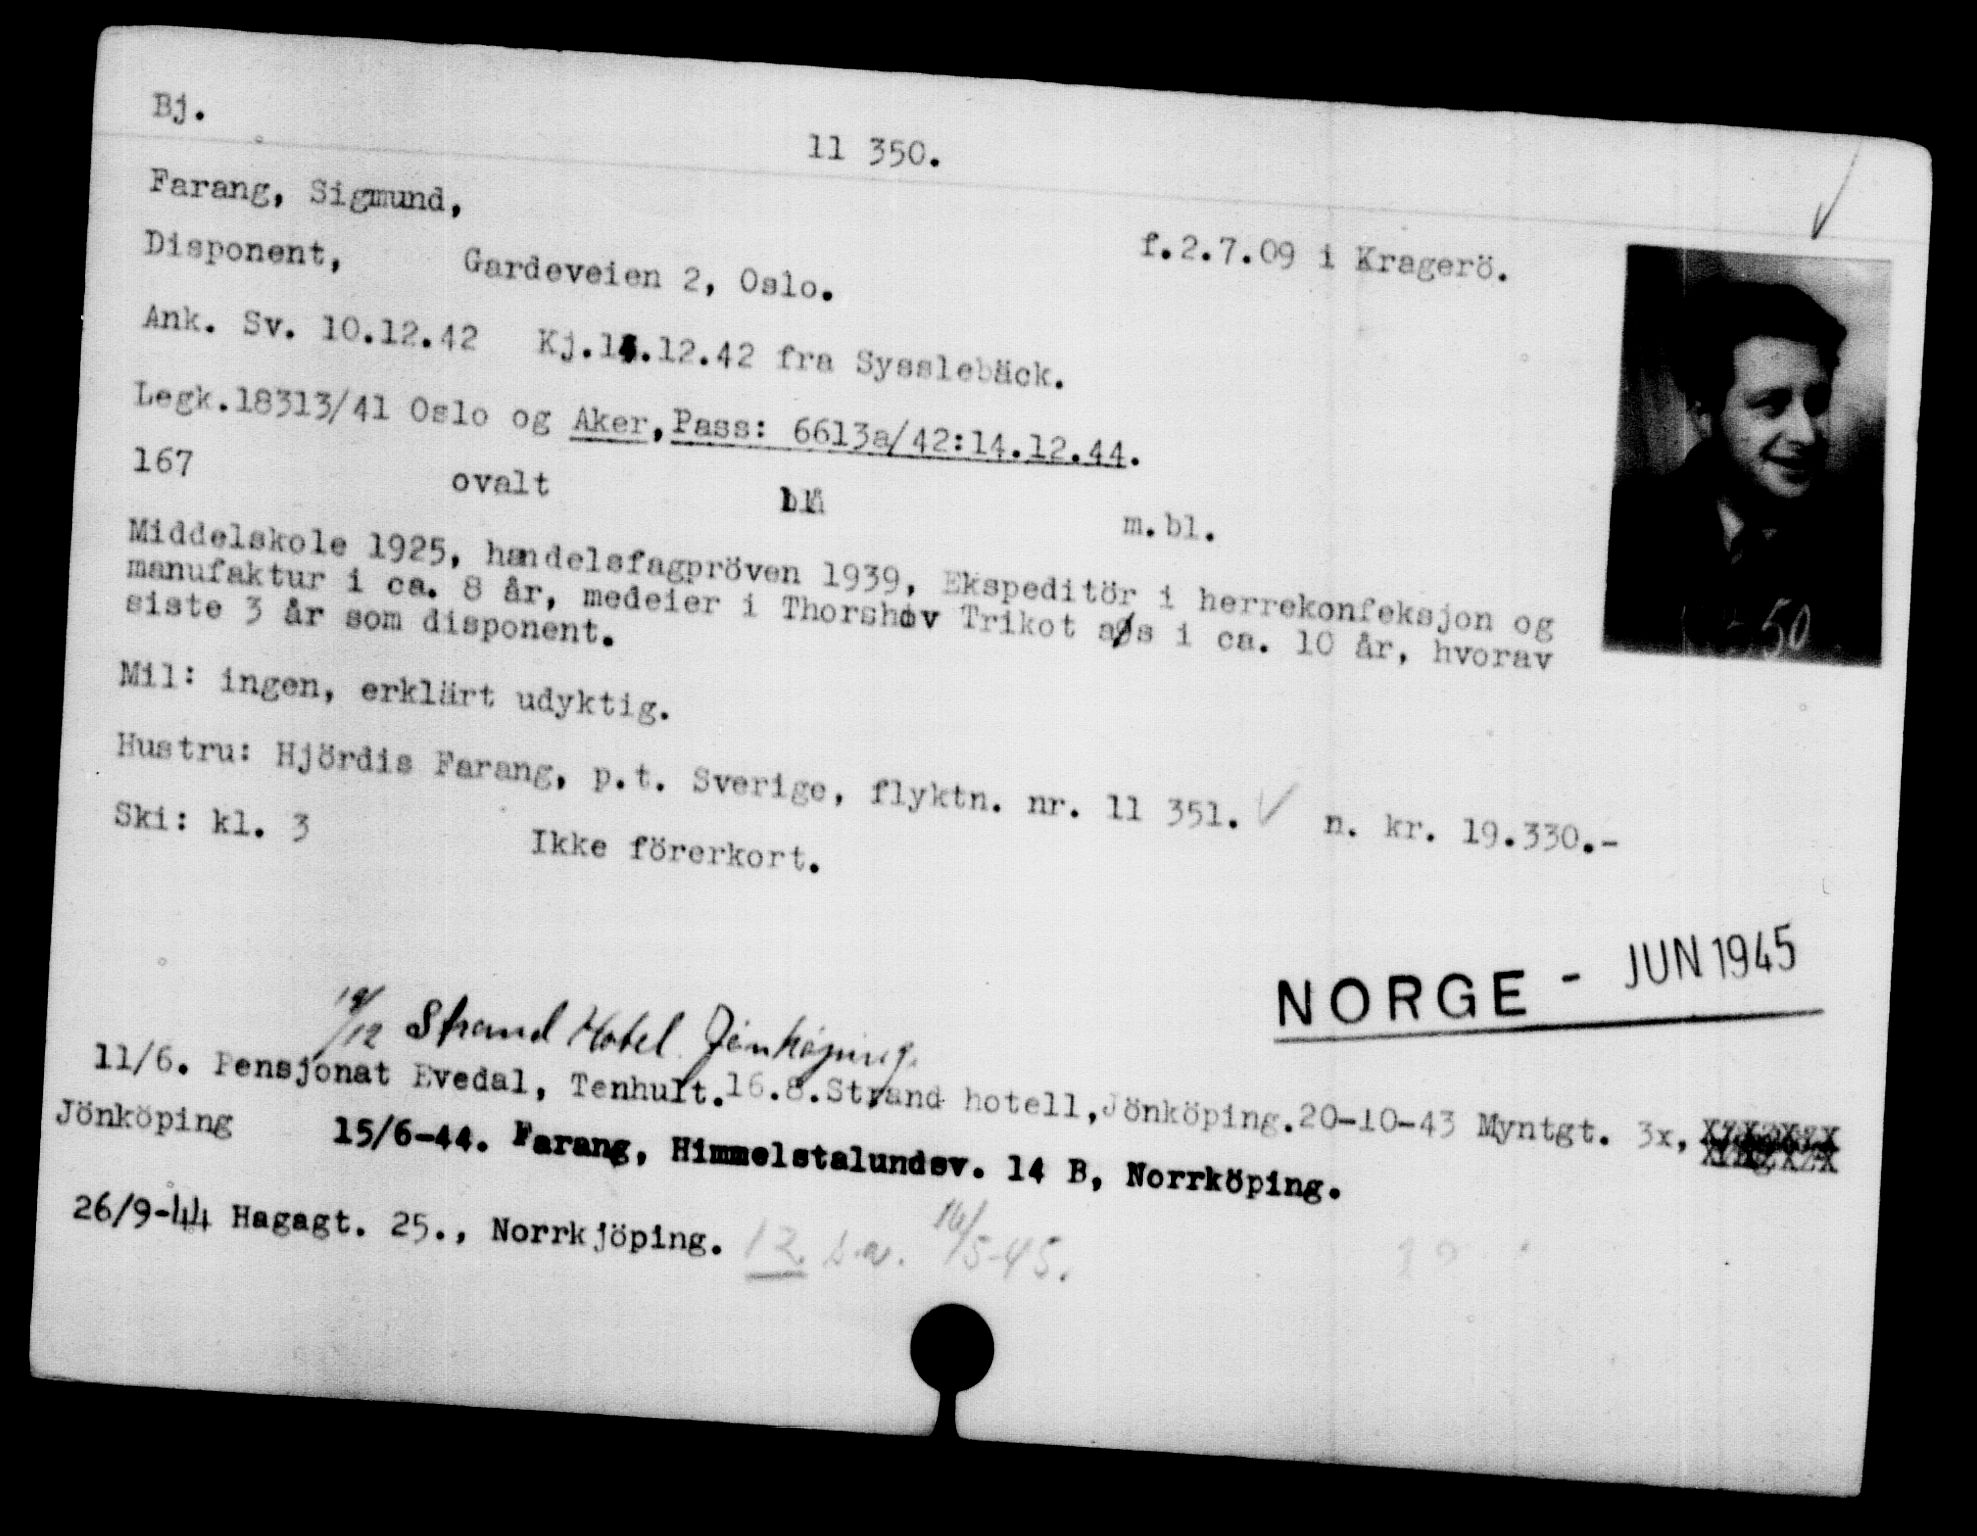 Bj.
11 350.
Farang, Sigmund,
f.2.7.09 i Kragerö.
Disponent, Gardeveien 2, Oslo.
Ank. Sv. 10.12.42 Kj.14.12.42 fra Sysslebäck.
Legk.18313/41 Oslo og Aker, Pass: 6613a/42:14.12.44.
167 ovalt blå m.bl.
Middelskole 1925, handelsfagpröven 1939, Ekspeditör i herrekonfeksjon og
manufaktur i ca. 8 år, medeier i Thorshov Trikot a/s i ca. 10 år, hvorav
siste 3 år som disponent.
50
Mil: ingen, erklärt udyktig.
Hustru: Hjördis Farang, p.t. Sverige, flyktn. nr. 11 351. n. kr. 19.330.-
Ski: kl. 3 Ikke förerkort.
NORGE - JUN 1945
19/12 Strand Hotel Jönköping.
11/6. Pensjonat Evedal, Tenhult. 16.8. Strand hotell, Jönköping. 20-10-43 Myntgt. 3x,
Jönköping 15/6-44. Farang, Himmelstalundsv. 14 B, Norrköping.
26/9-44 Hagagt. 25., Norrkjöping. 12 16/5-45.